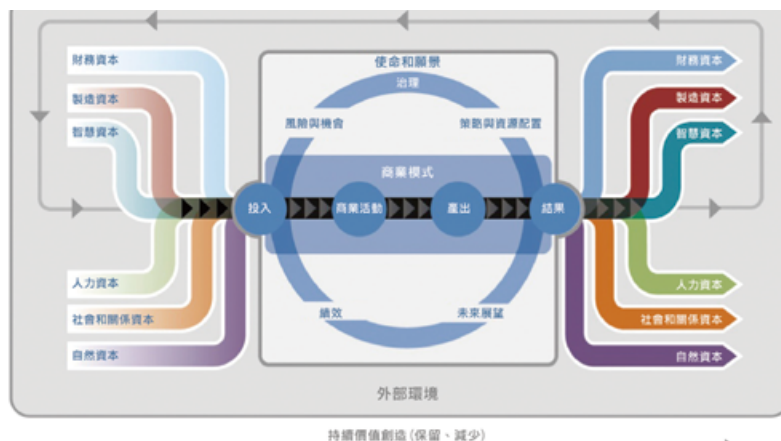 財務資本
製造資本
智慧資本
人力資本
社會和關係資本
自然資本
使命和願景
治理
風險與機會
策略與資源配置
商業模式
投入
商業活動
產出
結果
績效
未來展望
財務資本
製造資本
智慧資本
人力資本
社會和關係資本
自然資本
外部環境
持續價值創造(保留、減少)